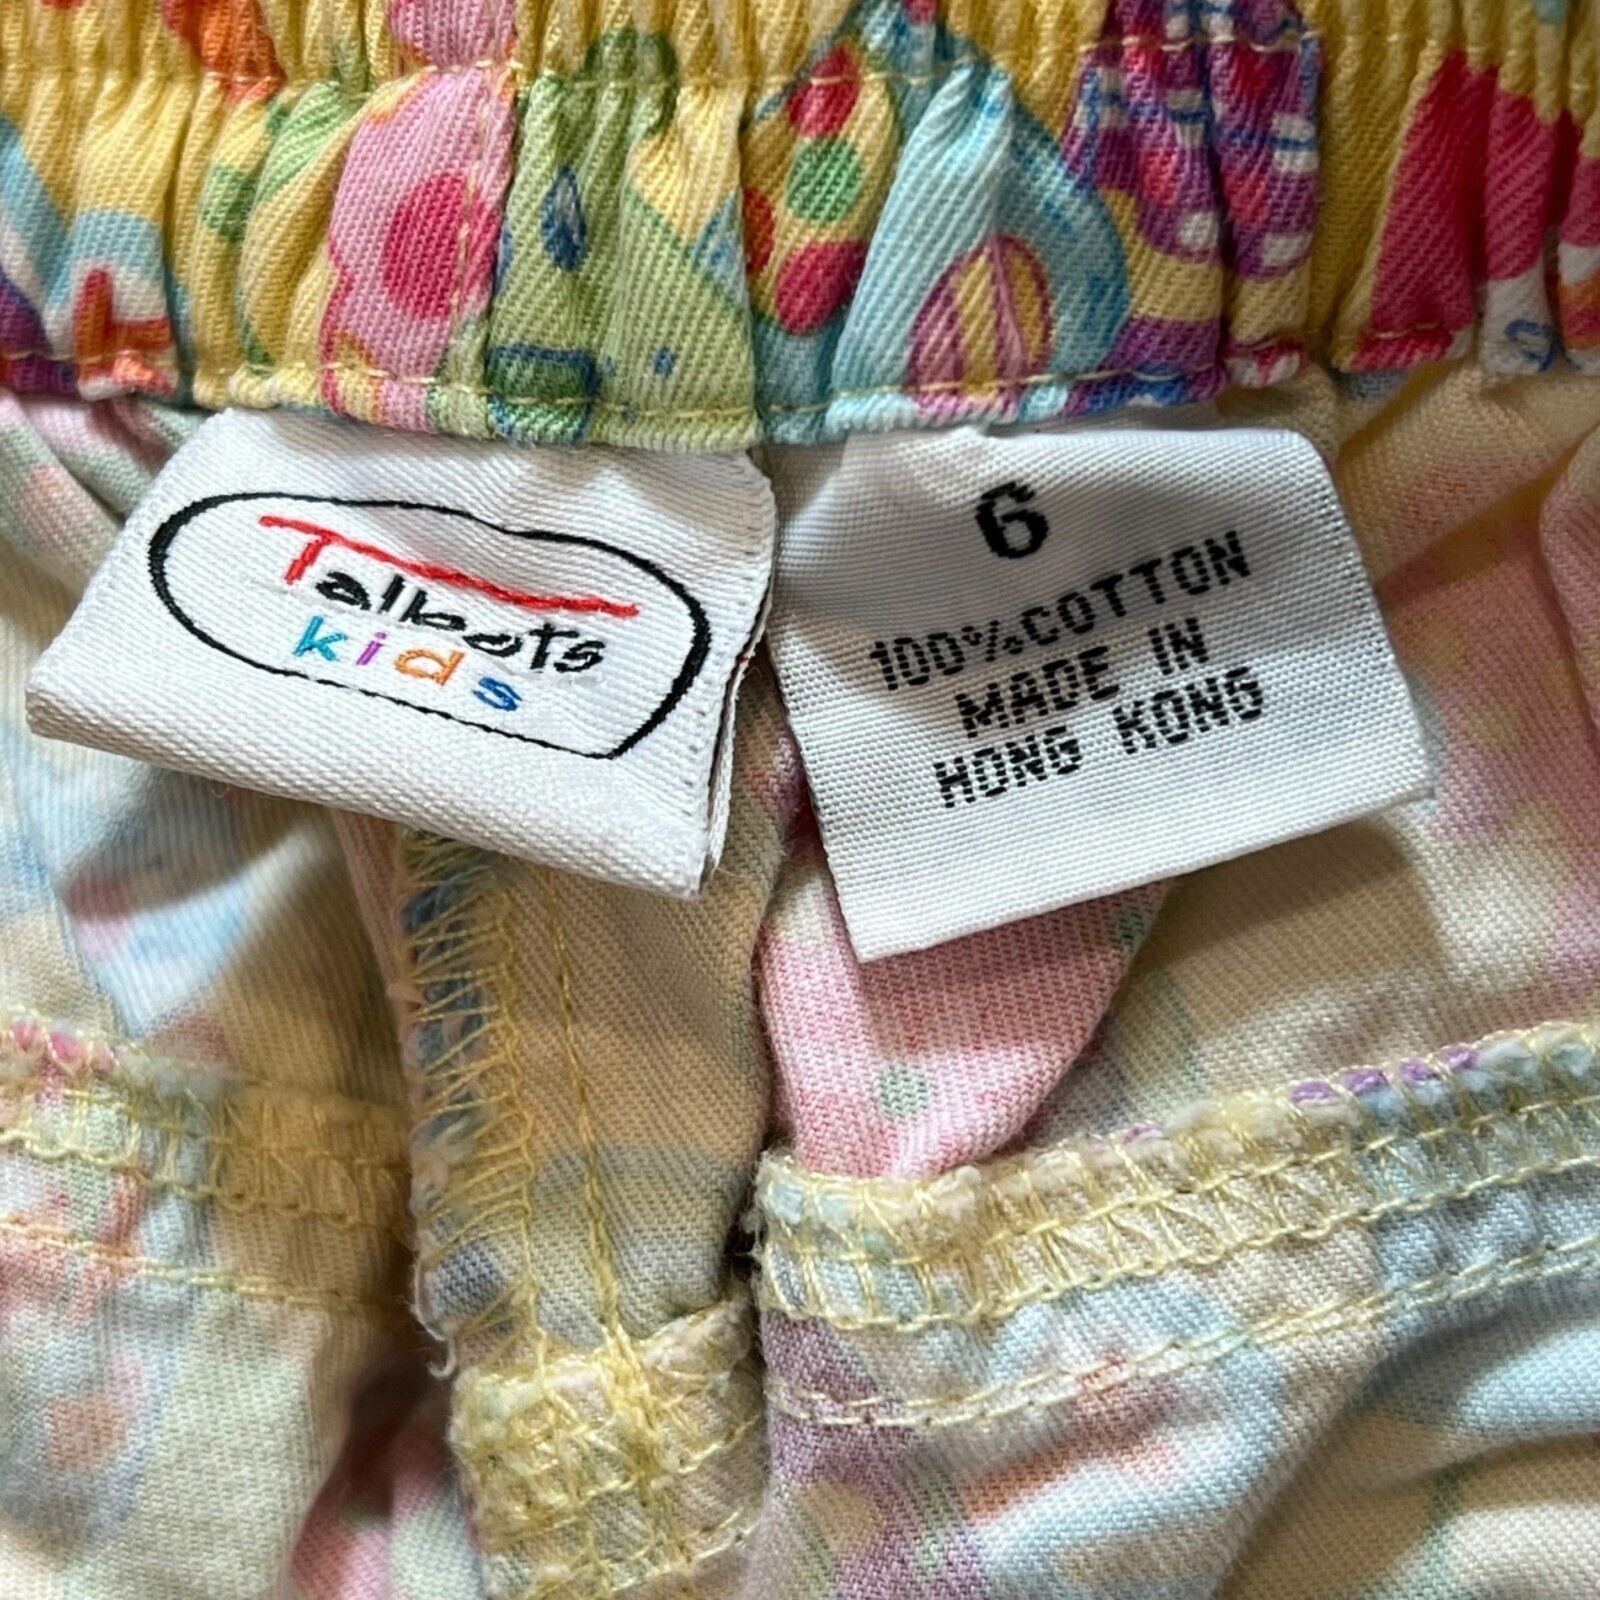 Talbots
kids
6
100% COTTON
MADE IN
HONG KONG